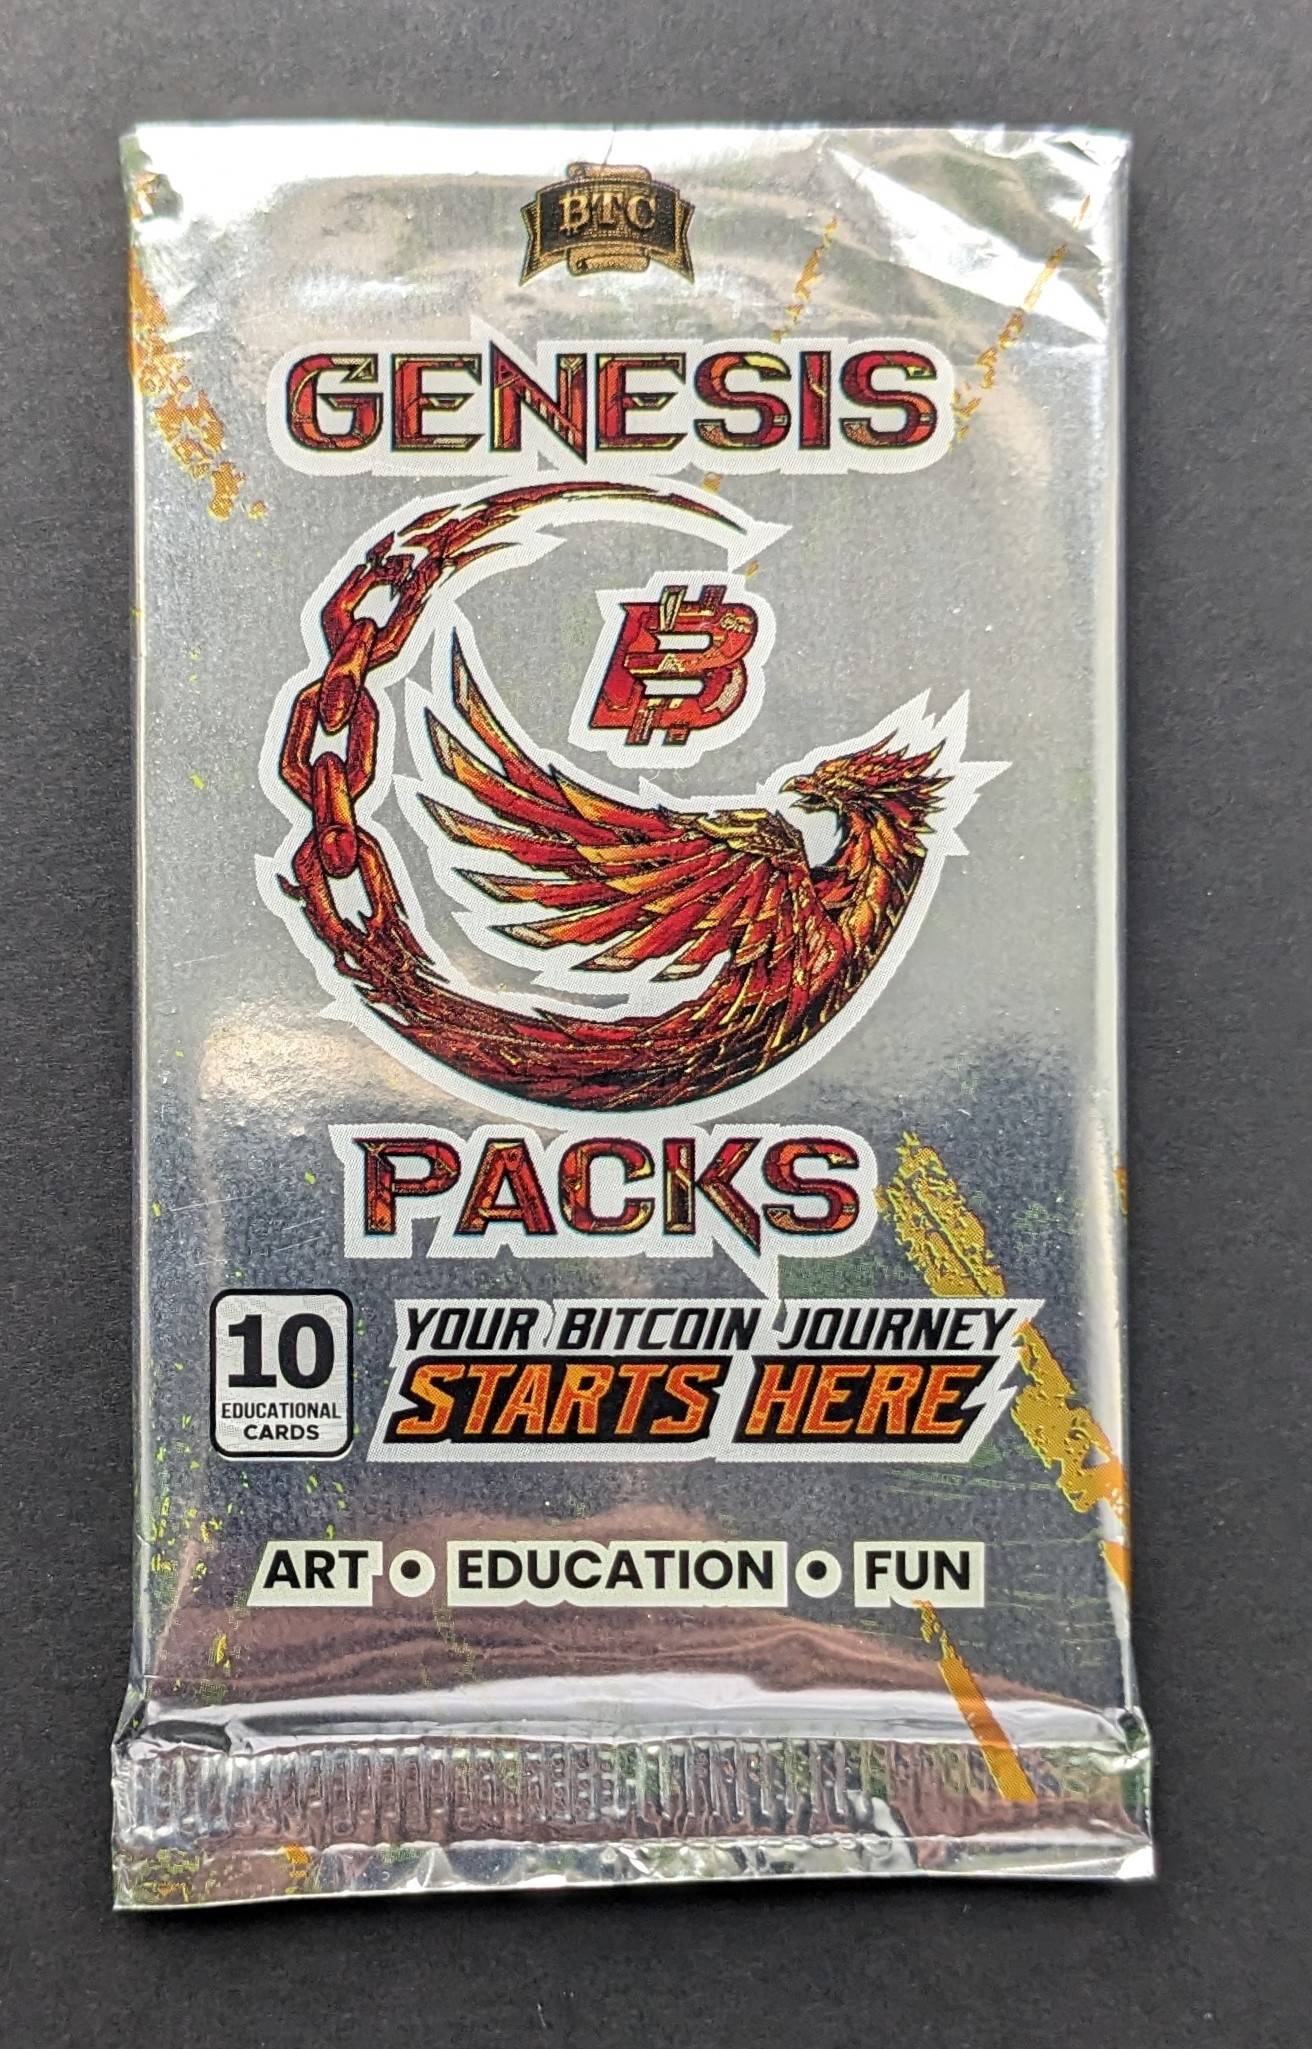 BTC
GENESIS
B
PACKS
10
EDUCATIONAL
CARDS
YOUR BITCOIN JOURNEY
STARTS HERE
ART • EDUCATION • FUN